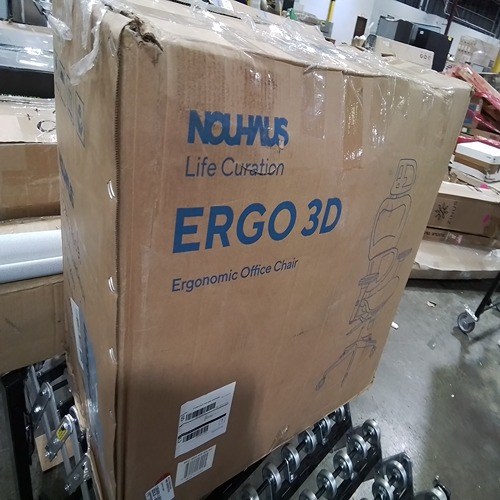 NOUHAUS
Life Curation
ERGO 3D
Ergonomic Office Chair